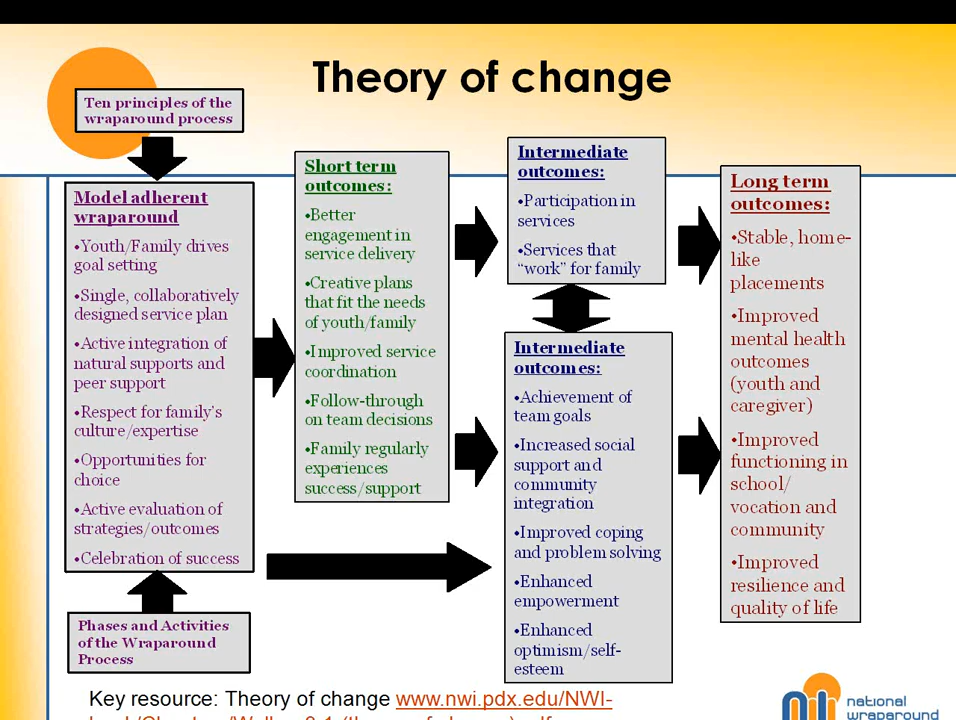 Theory of change
Ten principles of the
wraparound process
Model adherent
wraparound
•Youth/Family drives
goal setting
•Single, collaboratively
designed service plan
•Active integration of
natural supports and
peer support
•Respect for family's
culture/expertise
•Opportunities for
choice
•Active evaluation of
strategies/outcomes
•Celebration of success
Phases and Activities
of the Wraparound
Process
Short term
outcomes:
•Better
engagement in
service delivery
•Creative plans
that fit the needs
of youth/family
•Improved service
coordination
•Follow-through
on team decisions
•Family regularly
experiences
success/support
Intermediate
outcomes:
•Participation in
services
•Services that
“work” for family
Intermediate
outcomes:
•Achievement of
team goals
•Increased social
support and
community
integration
•Improved coping
and problem solving
•Enhanced
empowerment
•Enhanced
optimism/self-
esteem
Long term
outcomes:
•Stable, home-
like
placements
•Improved
mental health
outcomes
(youth and
caregiver)
•Improved
functioning in
school/
vocation and
community
•Improved
resilience and
quality of life
Key resource: Theory of change www.nwi.pdx.edu/NWI-
national
wraparound